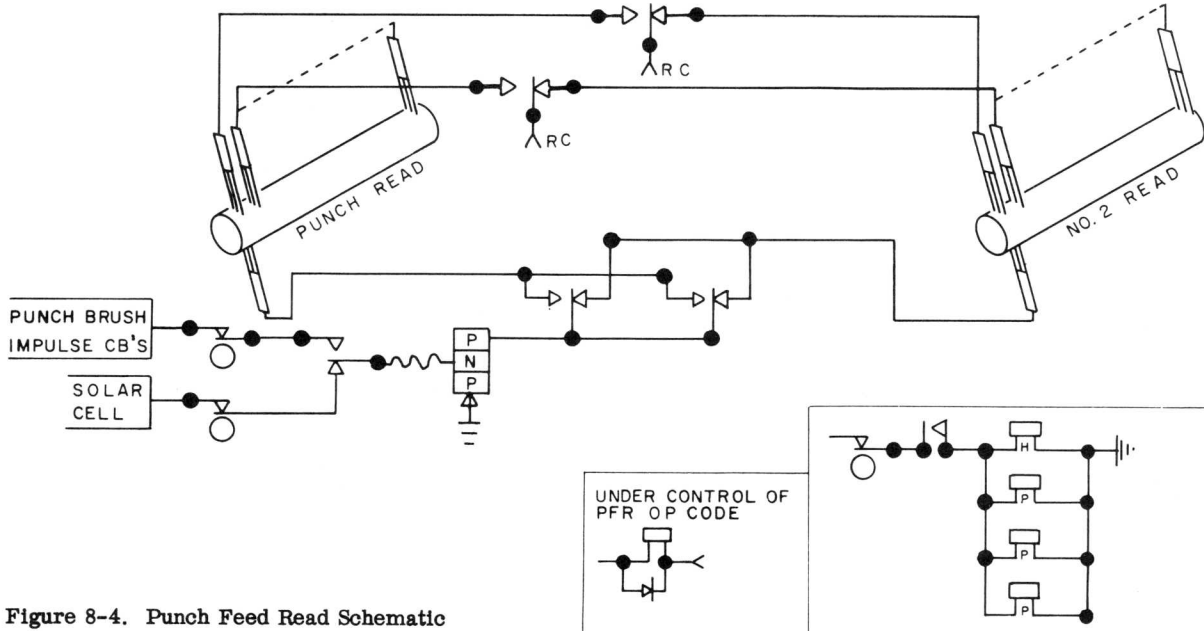 RC
RC
PUNCH READ
NO. 2 READ
PUNCH BRUSH
IMPULSE CB'S
SOLAR
CELL
P
N
P
UNDER CONTROL OF
PFR OP CODE
H
P
P
P
Figure 8-4. Punch Feed Read Schematic